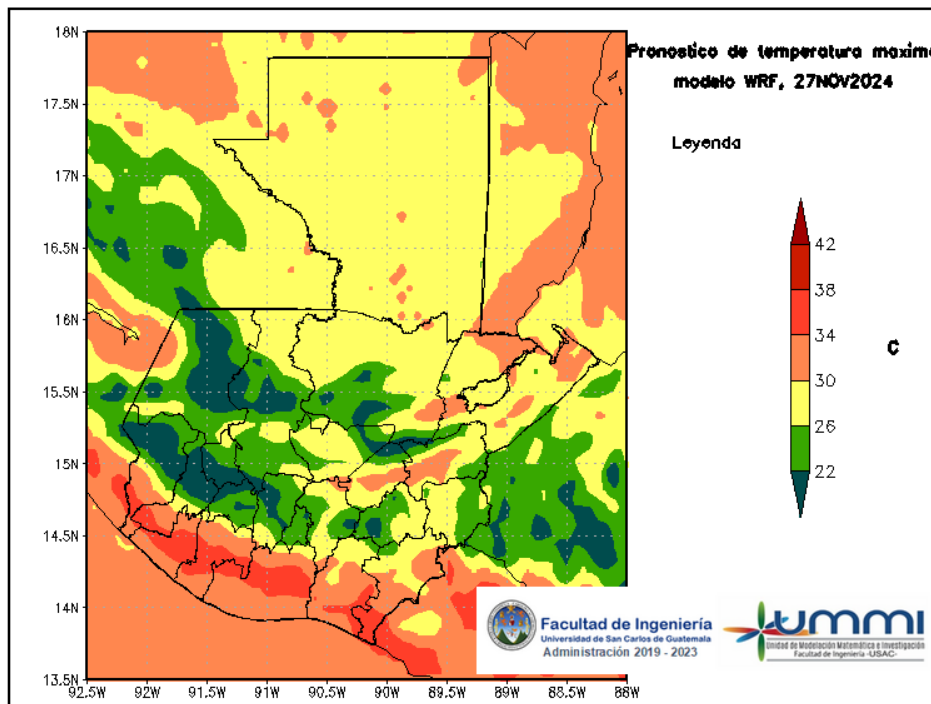 Pronostico de temperatura maxima
modelo WRF, 27NOV2024
Leyenda
42
38
34
30
26
22
C
18N
17.5N
17N
16.5N
16N
15.5N
15N
14.5N
14N
13.5N
92.5W
92W
91.5W
91W
90.5W
90W
89.5W
89W
88.5W
88W
Facultad de Ingeniería
Universidad de San Carlos de Guatemala
Administración 2019 - 2023
UMMI
Unidad de Modelación Matemática e Investigación
Facultad de Ingeniería -USAC-